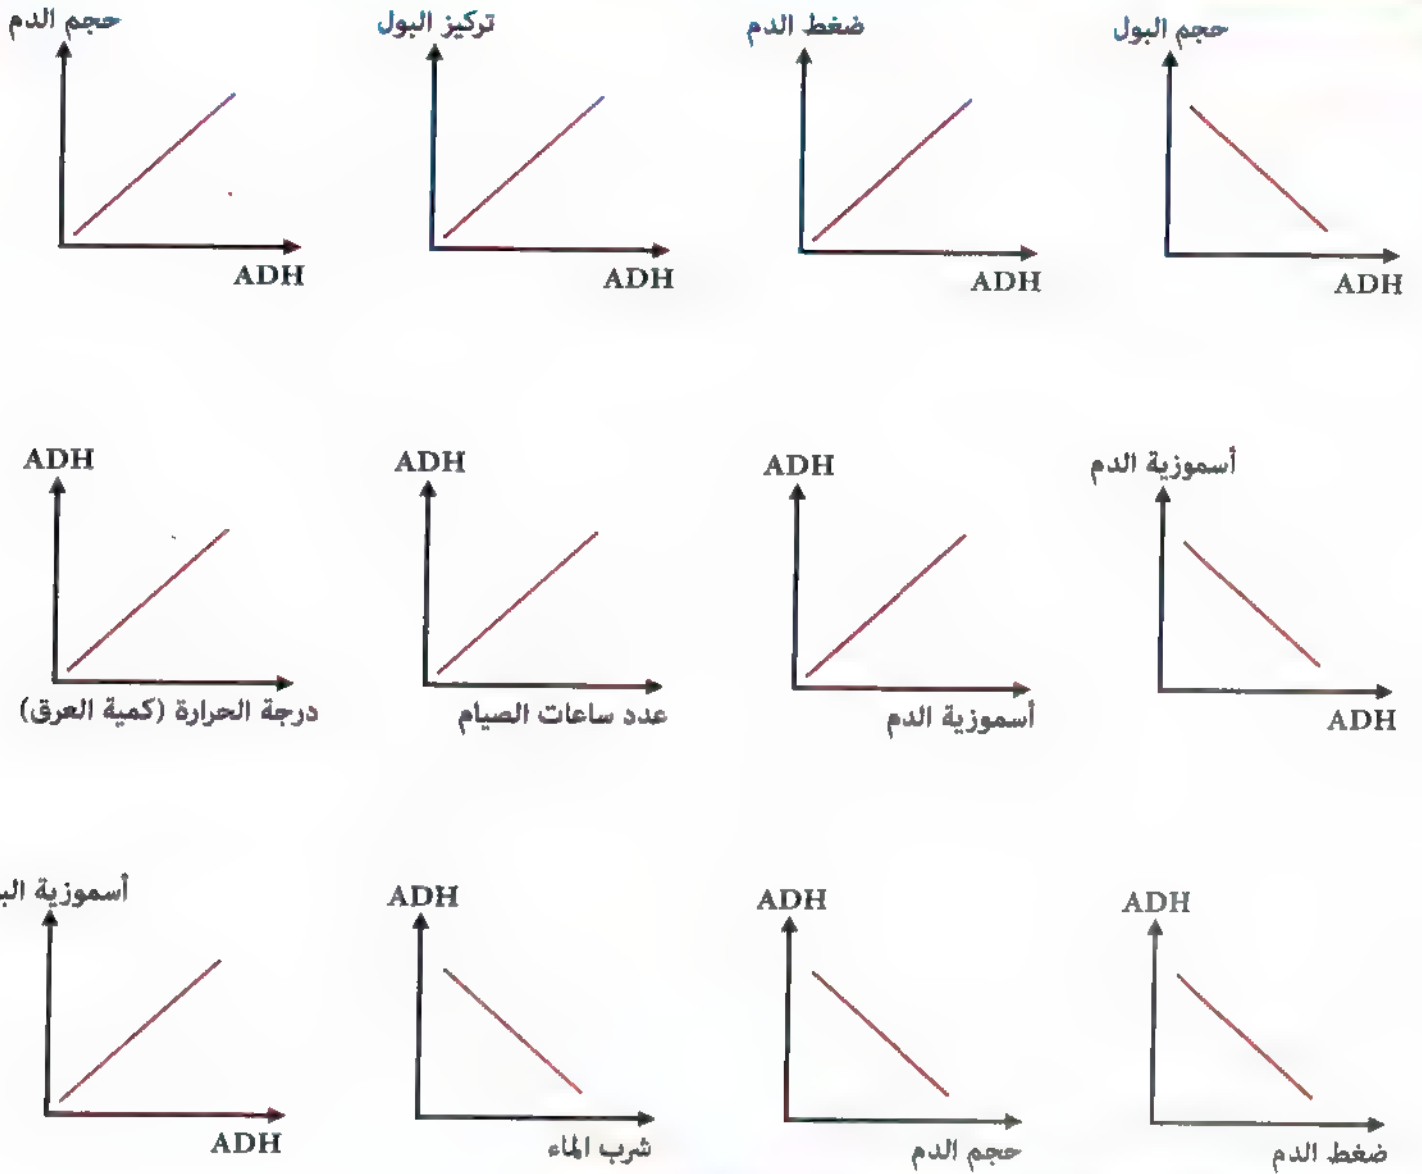 حجم البول
ضغط الدم
تركيز البول
حجم الدم
ADH
ADH
ADH
ADH
أسموزية الدم
ADH
ADH
ADH
ADH
أسموزية الدم
عدد ساعات الصيام
درجة الحرارة (كمية العرق)
ADH
ADH
ADH
أسموزية
ضغط الدم
حجم الدم
شرب الماء
ADH